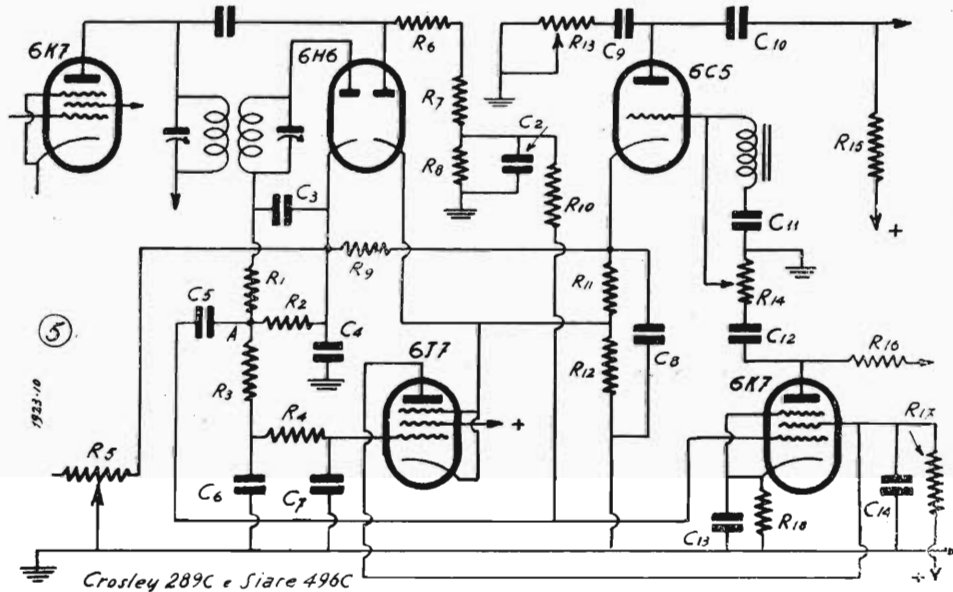 6K7
6H6
R6
R13
C9
C10
6C5
R7
C2
R8
R10
R15
C3
C11
+
R9
R11
R14
R1
C5
R2
A
C4
C8
C12
5
6J7
R12
R16
R3
6K7
R4
+
R17
1923-10
R5
C6
C7
C13
R18
C14
+
Crosley 289C e Siare 496C